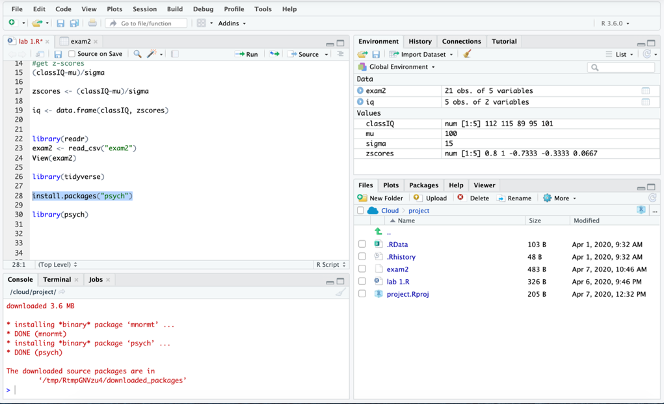 File Edit Code View Plots Session Build Debug Profile Tools Help
Go to file/function Addins R 3.6.0
lab 1.R* exam2
Source on Save Run Source
14 #get z-scores
15 (classIQ-mu)/sigma
16
17 zscores <- (classIQ-mu)/sigma
18
19 iq <- data.frame(classIQ, zscores)
20
21
22 library(readr)
23 exam2 <- read_csv("exam2")
24 View(exam2)
25
26 library(tidyverse)
27
28 install.packages("psych")
29
30 library(psych)
31
32
33
34
28:1 (Top Level) R Script
Console Terminal Jobs
/cloud/project/
downloaded 3.6 MB
* installing *binary* package ‘mnormt’ ...
* DONE (mnormt)
* installing *binary* package ‘psych’ ...
* DONE (psych)
The downloaded source packages are in
‘/tmp/RtmpGNVzu4/downloaded_packages’
>
Environment History Connections Tutorial
Import Dataset List
Global Environment
Data
exam2 21 obs. of 5 variables
iq 5 obs. of 2 variables
Values
classIQ num [1:5] 112 115 89 95 101
mu 100
sigma 15
zscores num [1:5] 0.8 1 -0.7333 -0.3333 0.0667
Files Plots Packages Help Viewer
New Folder Upload Delete Rename More
Cloud project ...
Name Size Modified
..
.RData 103 B Apr 1, 2020, 9:32 AM
.Rhistory 48 B Apr 1, 2020, 9:32 AM
exam2 483 B Apr 7, 2020, 10:46 AM
lab 1.R 326 B Apr 6, 2020, 9:46 PM
project.Rproj 205 B Apr 7, 2020, 12:32 PM